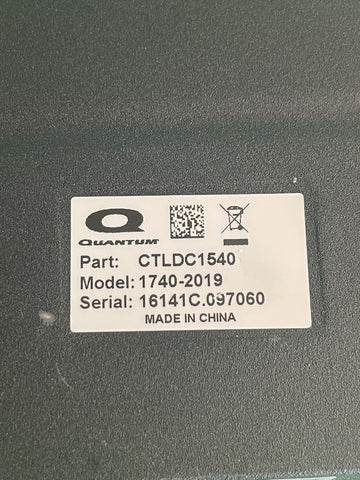 QUANTUM
Part: CTLDC1540
Model: 1740-2019
Serial: 16141C.097060
MADE IN CHINA